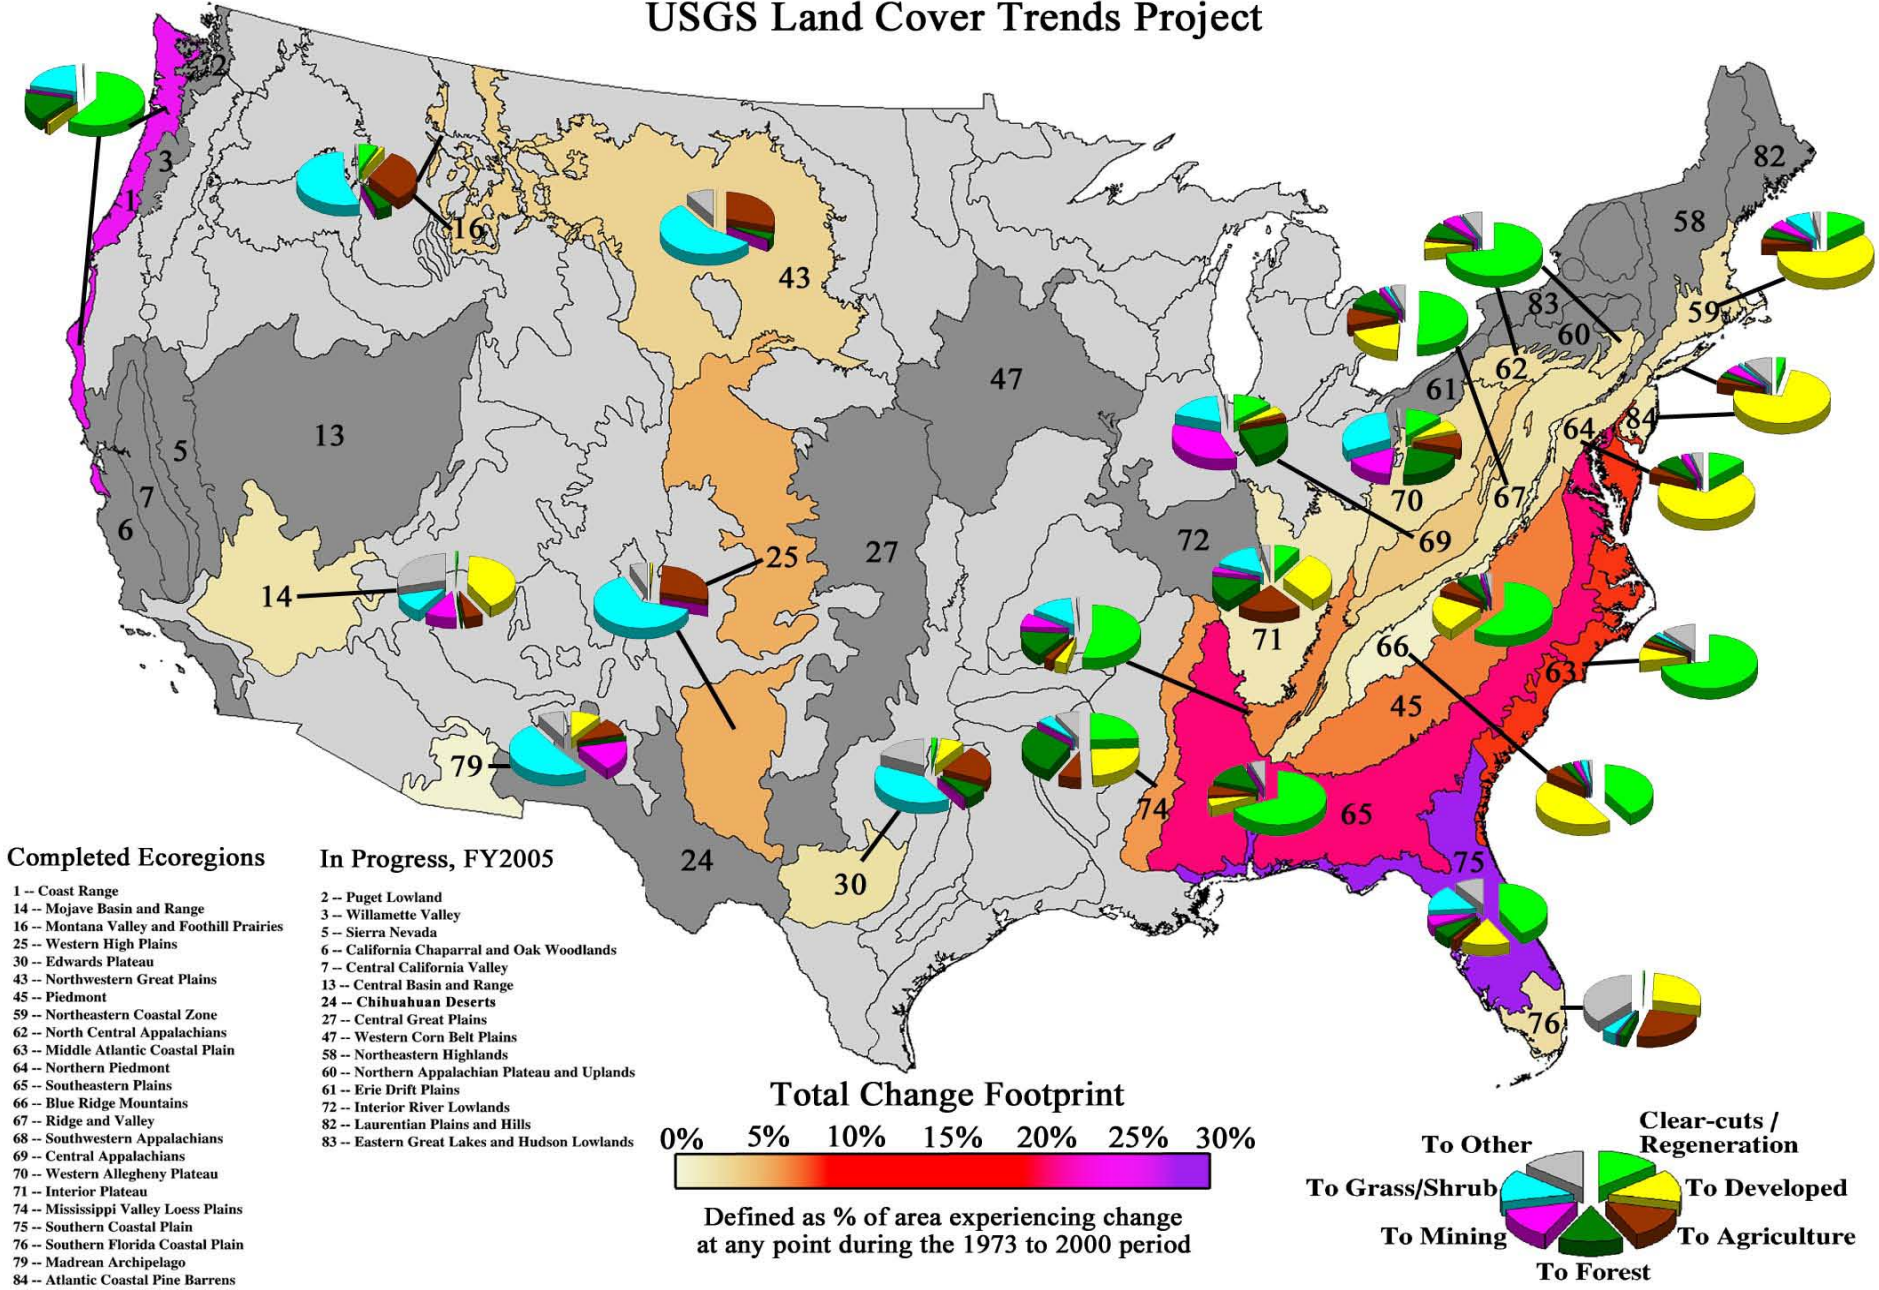 USGS Land Cover Trends Project
2
3
1
16
43
82
58
59
83
60
62
61
84
64
47
13
5
7
6
14
25
27
72
70
67
69
71
66
63
45
79
74
65
75
24
30
76
Completed Ecoregions
1 -- Coast Range
14 -- Mojave Basin and Range
16 -- Montana Valley and Foothill Prairies
25 -- Western High Plains
30 -- Edwards Plateau
43 -- Northwestern Great Plains
45 -- Piedmont
59 -- Northeastern Coastal Zone
62 -- North Central Appalachians
63 -- Middle Atlantic Coastal Plain
64 -- Northern Piedmont
65 -- Southeastern Plains
66 -- Blue Ridge Mountains
67 -- Ridge and Valley
68 -- Southwestern Appalachians
69 -- Central Appalachians
70 -- Western Allegheny Plateau
71 -- Interior Plateau
74 -- Mississippi Valley Loess Plains
75 -- Southern Coastal Plain
76 -- Southern Florida Coastal Plain
79 -- Madrean Archipelago
84 -- Atlantic Coastal Pine Barrens
In Progress, FY2005
2 -- Puget Lowland
3 -- Willamette Valley
5 -- Sierra Nevada
6 -- California Chaparral and Oak Woodlands
7 -- Central California Valley
13 -- Central Basin and Range
24 -- Chihuahuan Deserts
27 -- Central Great Plains
47 -- Western Corn Belt Plains
58 -- Northeastern Highlands
60 -- Northern Appalachian Plateau and Uplands
61 -- Erie Drift Plains
72 -- Interior River Lowlands
82 -- Laurentian Plains and Hills
83 -- Eastern Great Lakes and Hudson Lowlands
Total Change Footprint
0% 5% 10% 15% 20% 25% 30%
Defined as % of area experiencing change
at any point during the 1973 to 2000 period
Clear-cuts /
Regeneration
To Other
To Grass/Shrub
To Developed
To Mining
To Agriculture
To Forest